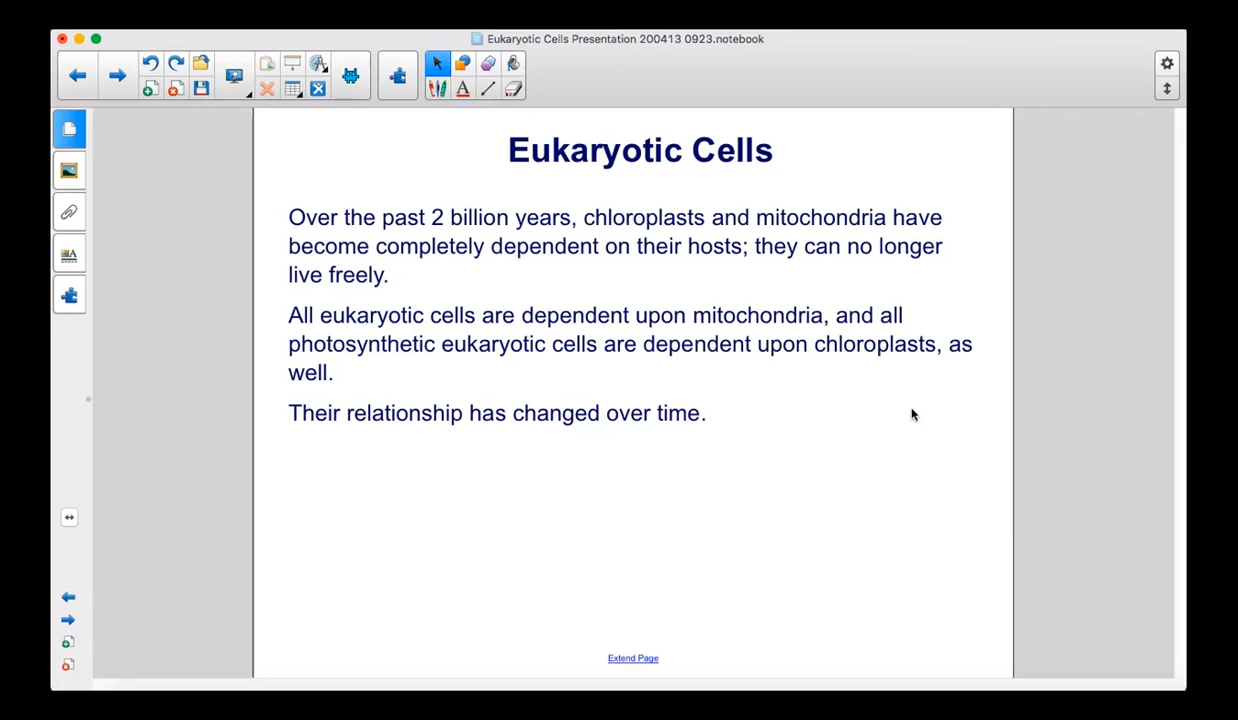 Eukaryotic Cells Presentation 200413 0923.notebook
Eukaryotic Cells
Over the past 2 billion years, chloroplasts and mitochondria have
become completely dependent on their hosts; they can no longer
live freely.
All eukaryotic cells are dependent upon mitochondria, and all
photosynthetic eukaryotic cells are dependent upon chloroplasts, as
well.
Their relationship has changed over time.
Extend Page